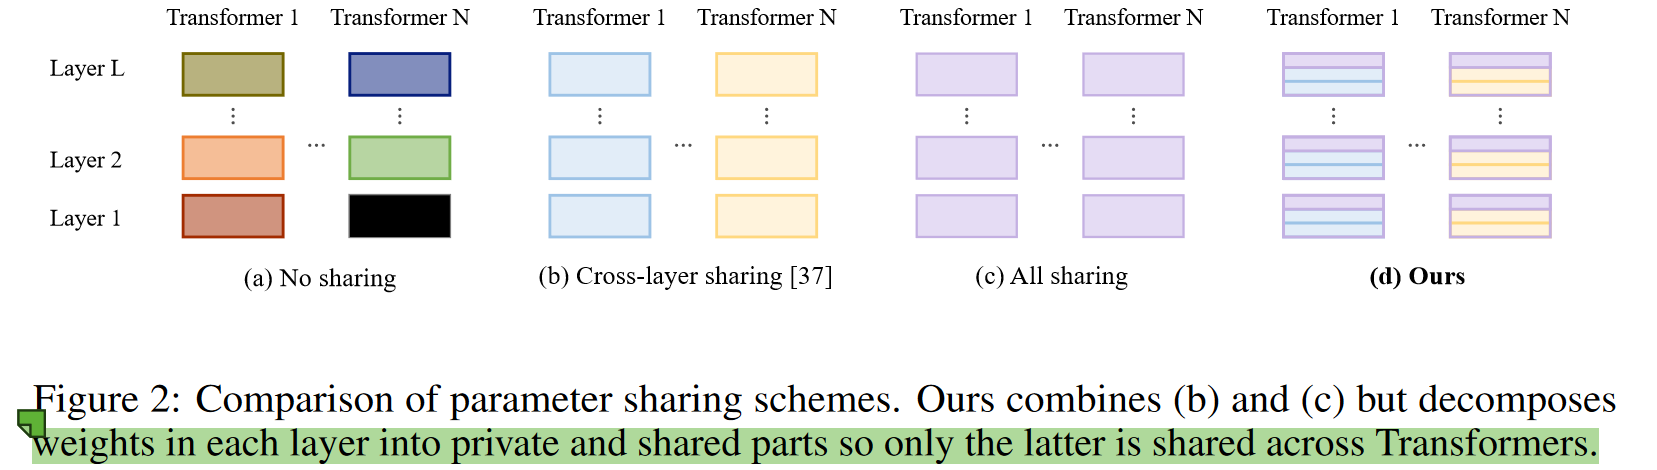 Transformer 1 Transformer N Transformer 1 Transformer N Transformer 1 Transformer N Transformer 1 Transformer N
Layer L
Layer 2
Layer 1
(a) No sharing (b) Cross-layer sharing [37] (c) All sharing (d) Ours
Figure 2: Comparison of parameter sharing schemes. Ours combines (b) and (c) but decomposes
weights in each layer into private and shared parts so only the latter is shared across Transformers.